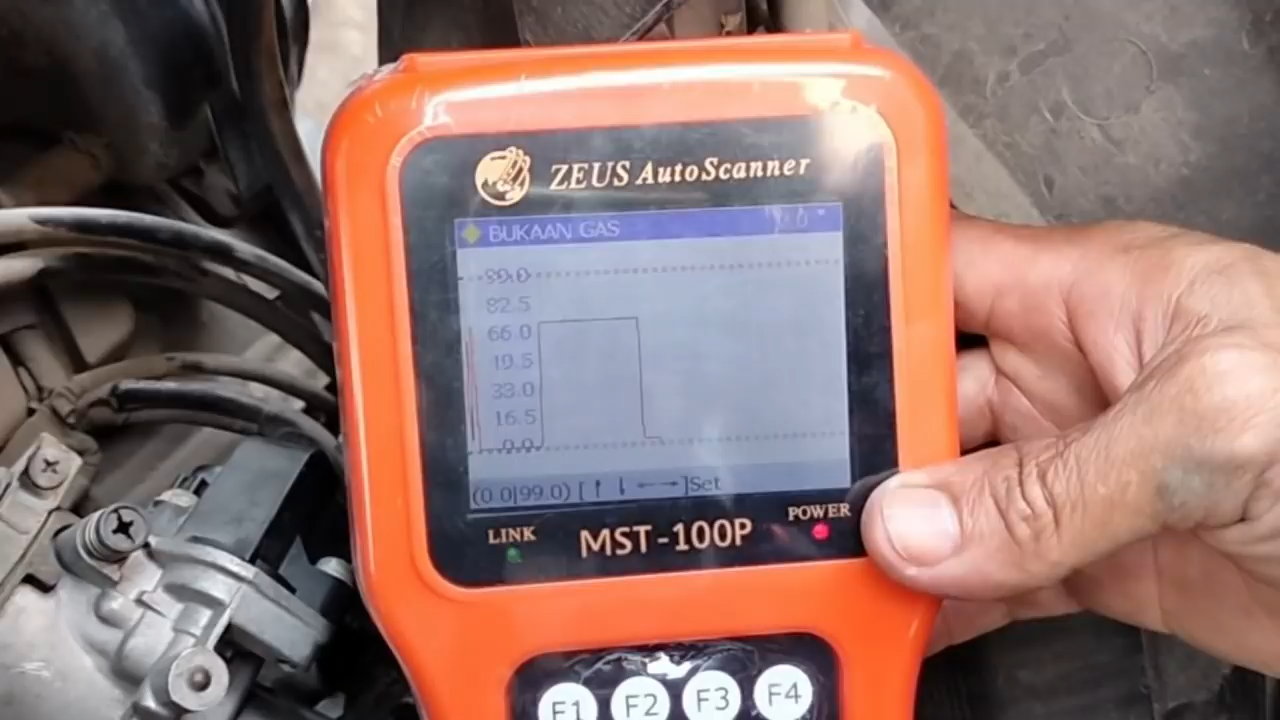 ZEUS AutoScanner
BUKAAN GAS
99.0
82.5
66.0
49.5
33.0
16.5
0.0
(0.0|99.0) [↑ ↓ ←→]Set
LINK
MST-100P
POWER
F1 F2 F3 F4